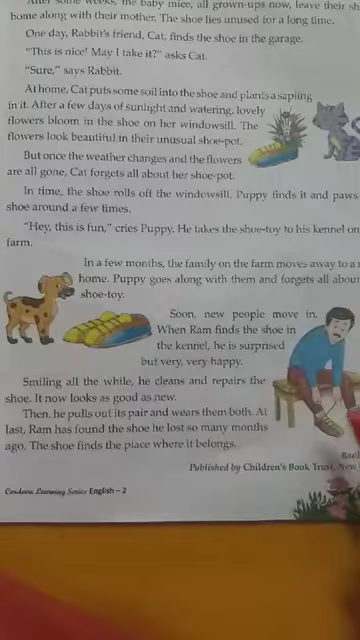 After some weeks, the baby mice, all grown-ups now, leave their
home along with their mother. The shoe lies unused for a long time.
One day, Rabbit's friend, Cat, finds the shoe in the garage.
"This is nice! May I take it?" asks Cat.
"Sure," says Rabbit.
At home, Cat puts some soil into the shoe and plants a sapling
in it. After a few days of sunlight and watering, lovely
flowers bloom in the shoe on her windowsill. The
flowers look beautiful in their unusual shoe-pot.
But once the weather changes and the flowers
are all gone, Cat forgets all about her shoe-pot.
In time, the shoe rolls off the windowsill. Puppy finds it and paws
shoe around a few times.
"Hey, this is fun," cries Puppy. He takes the shoe-toy to his kennel on
farm.
In a few months, the family on the farm moves away to a
home. Puppy goes along with them and forgets all about
shoe-toy.
Soon, new people move in.
When Ram finds the shoe in
the kennel, he is surprised
but very, very happy.
Smiling all the while, he cleans and repairs the
shoe. It now looks as good as new.
Then, he pulls out its pair and wears them both. At
last, Ram has found the shoe he lost so many months
ago. The shoe finds the place where it belongs.
Published by Children's Book Trust, New
Cordova Learning Series English – 2